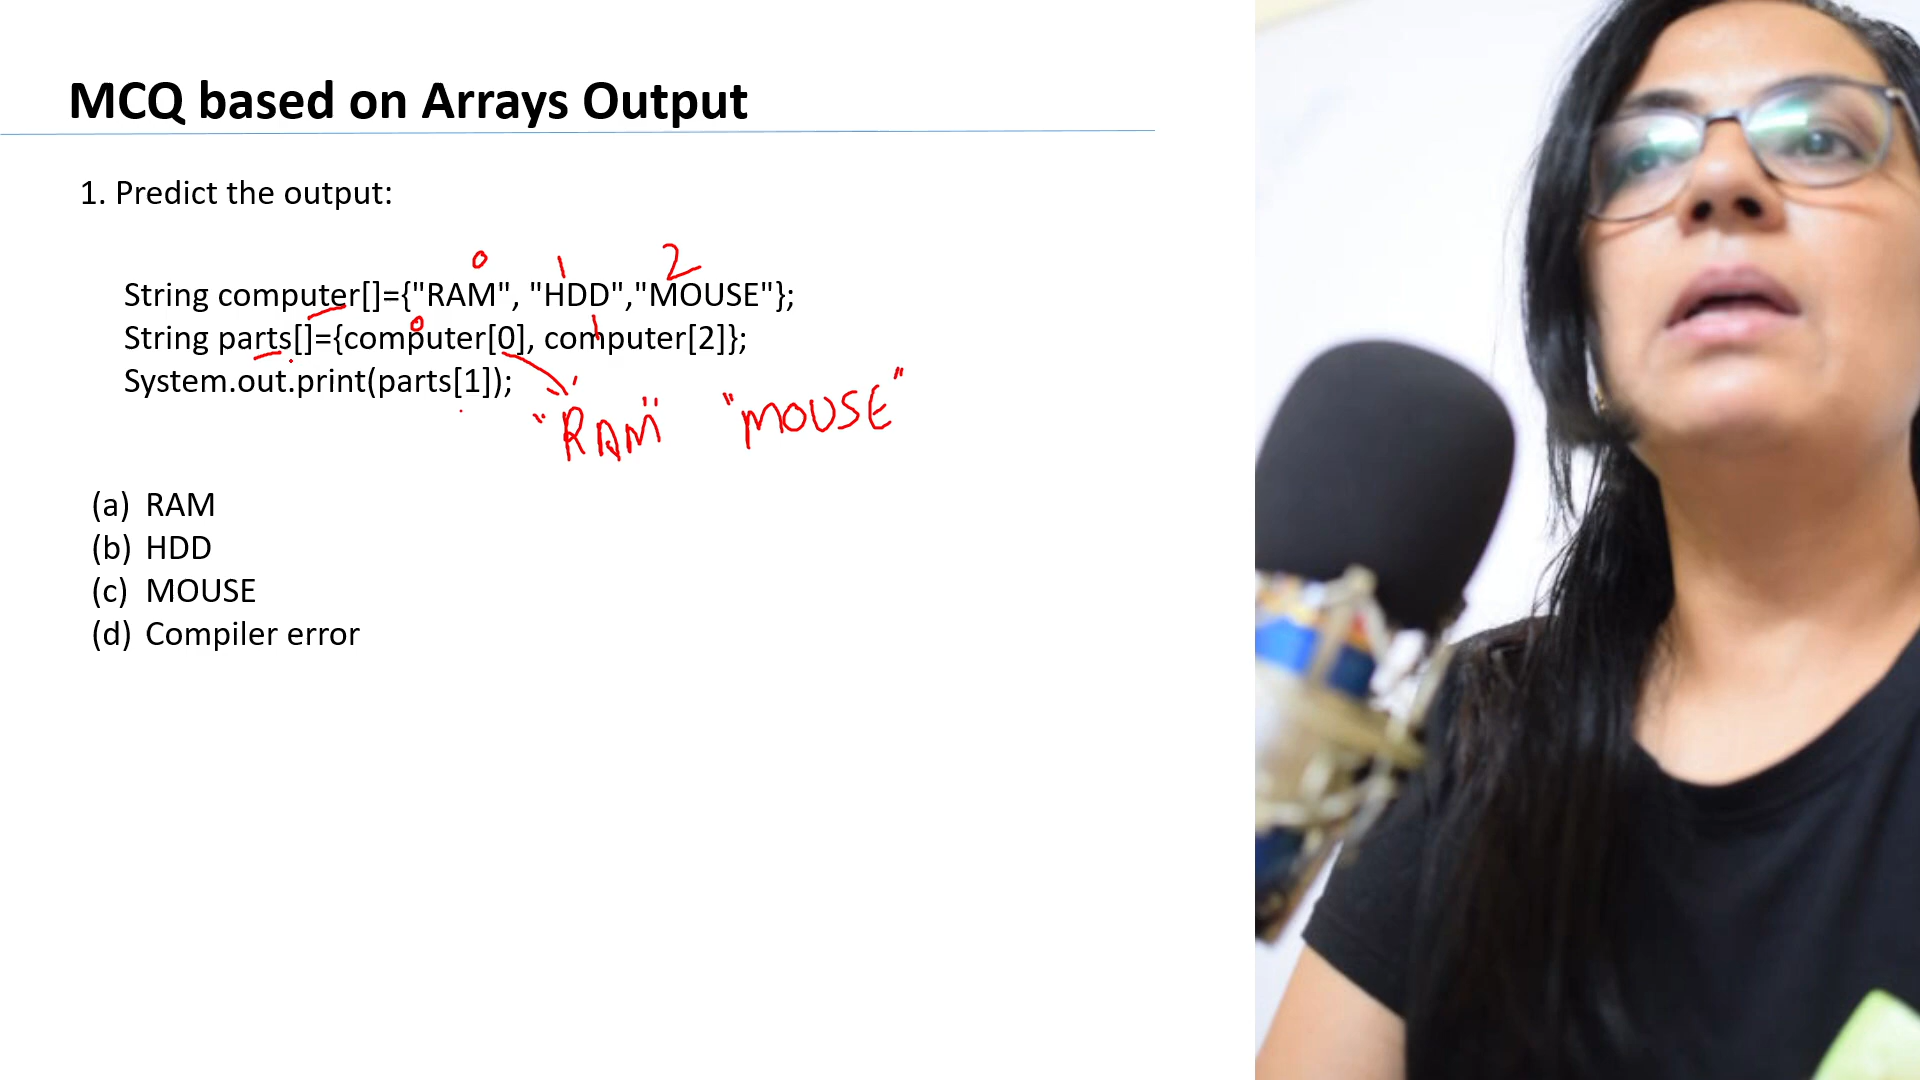 MCQ based on Arrays Output
1. Predict the output:
0 1 2
String computer[]={"RAM", "HDD","MOUSE"};
0 1
String parts[]={computer[0], computer[2]};
System.out.print(parts[1]);
"RAM" "MOUSE"
(a) RAM
(b) HDD
(c) MOUSE
(d) Compiler error